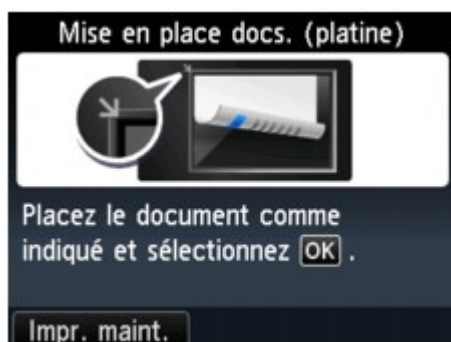 Mise en place docs. (platine)
Placez le document comme
indiqué et sélectionnez OK .
Impr. maint.